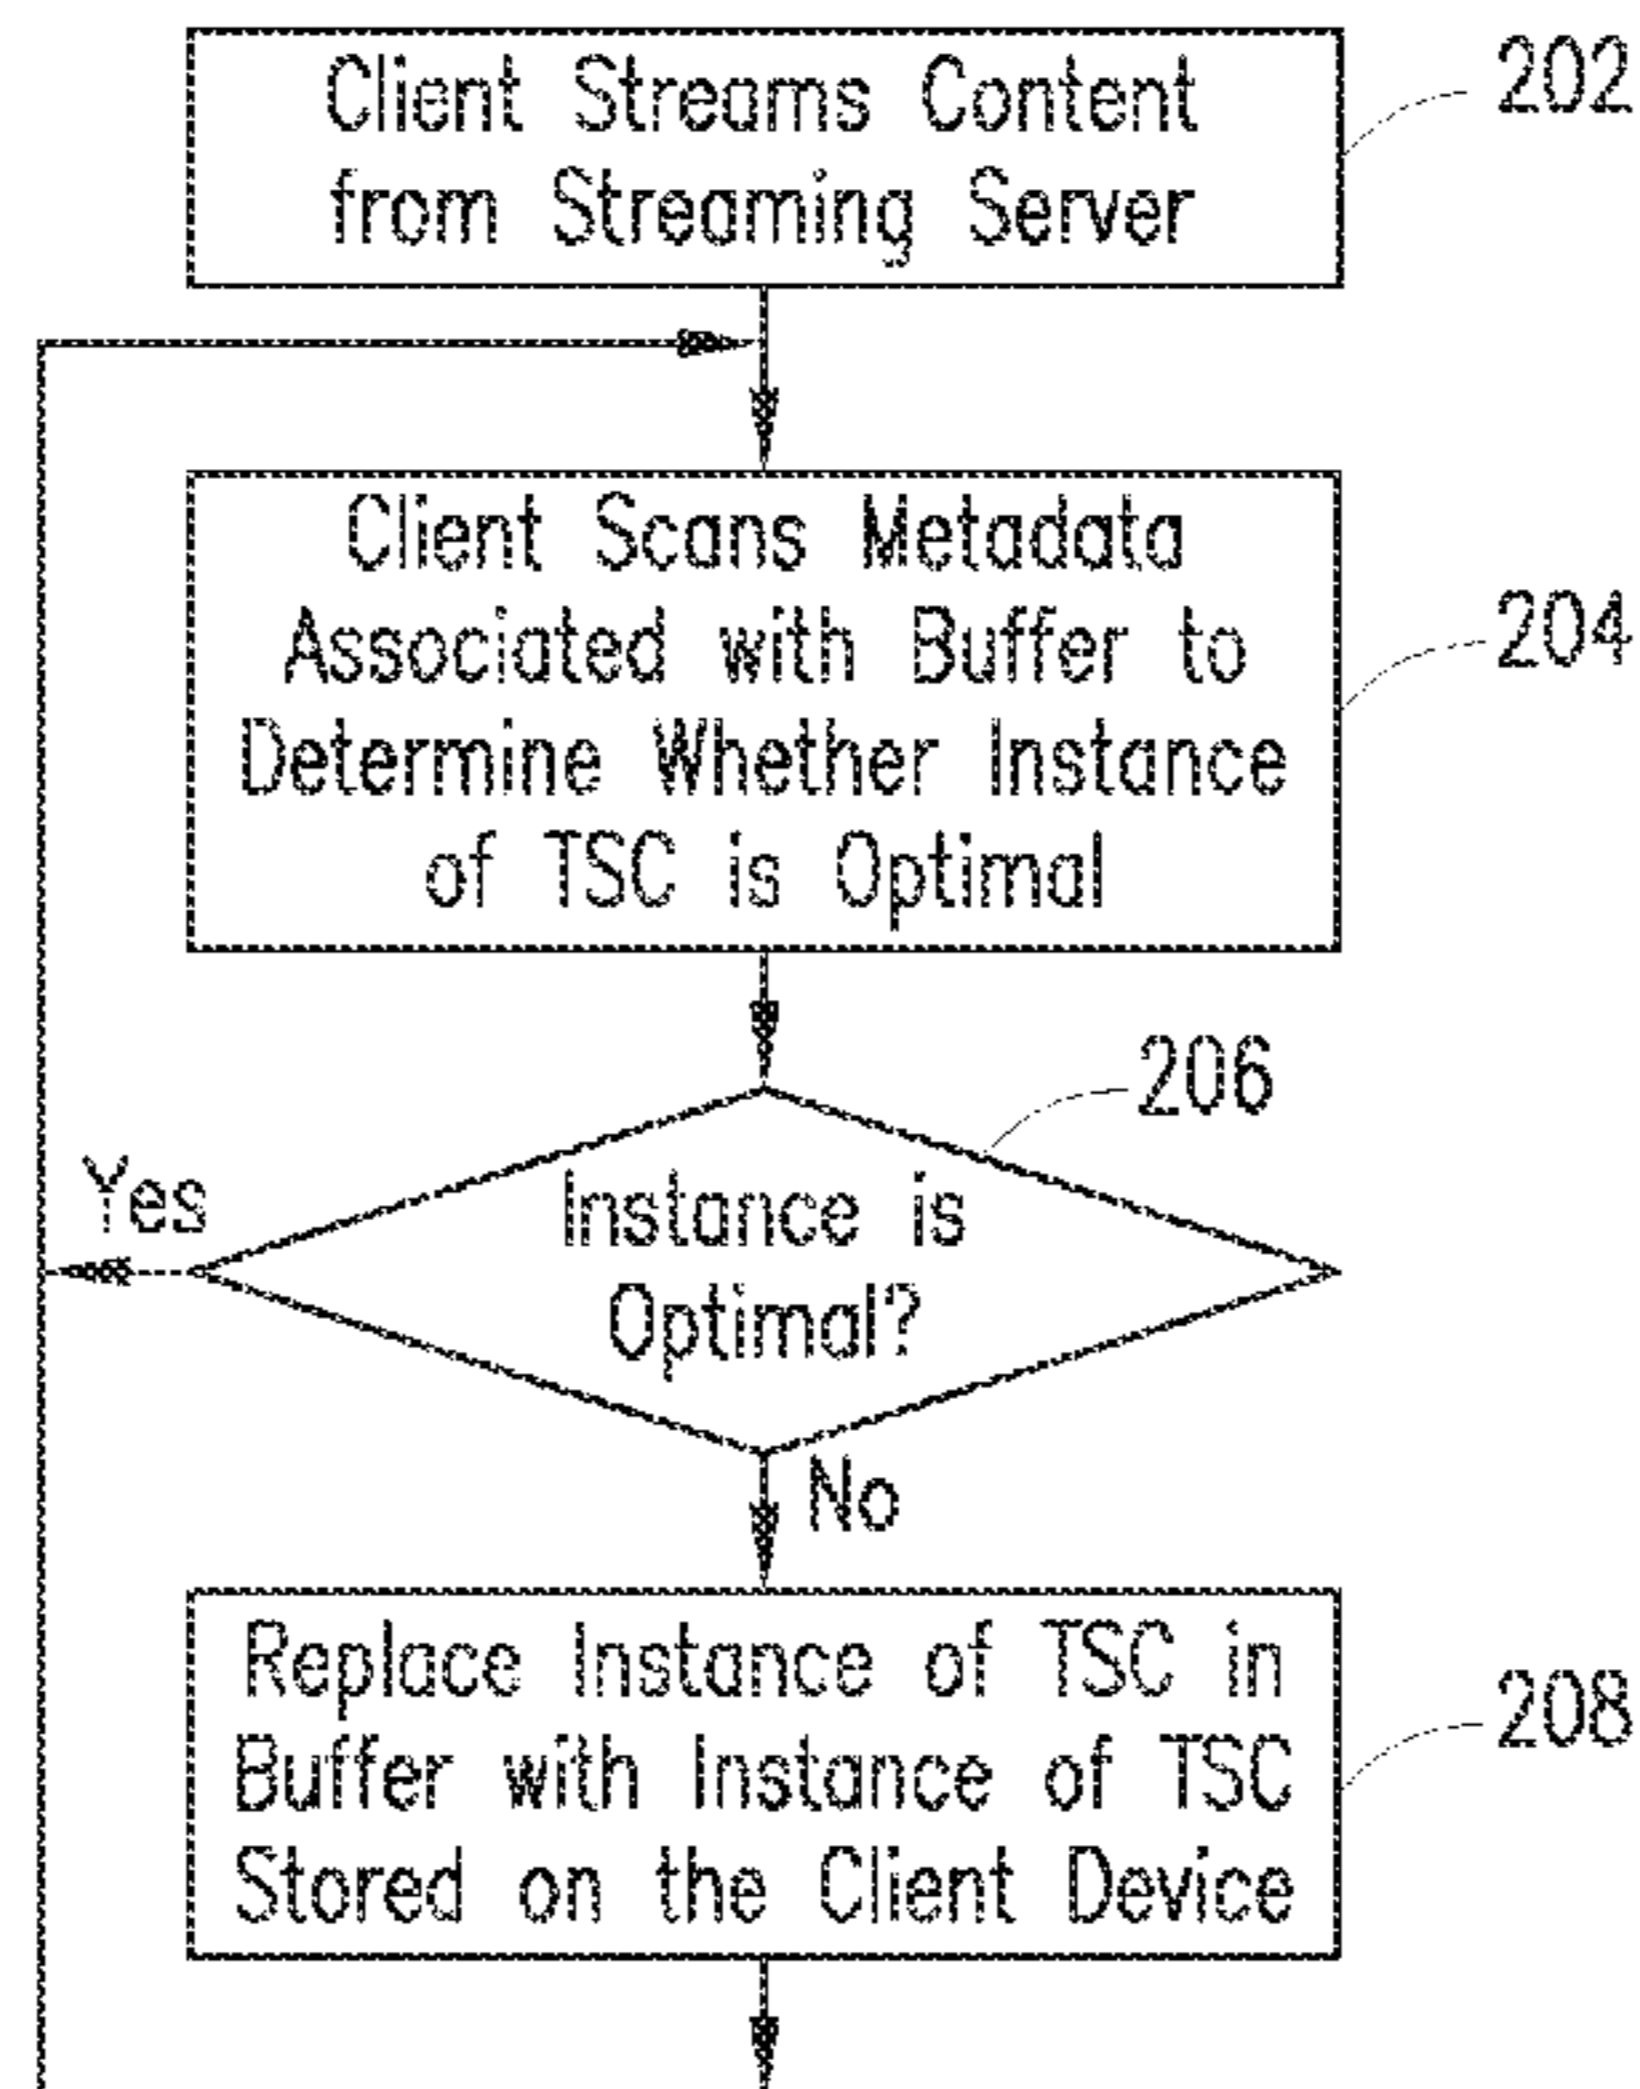 Client Streams Content
from Streaming Server
202
Client Scans Metadata
Associated with Buffer to
Determine Whether Instance
of TSC is Optimal
204
206
Yes
Instance is
Optimal?
No
Replace Instance of TSC in
Buffer with Instance of TSC
Stored on the Client Device
208